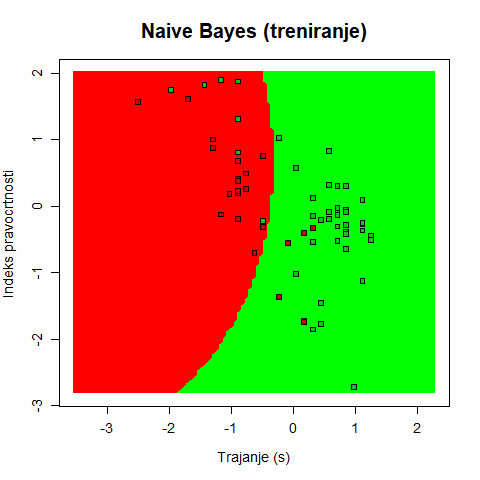 Naive Bayes (treniranje)
2
1
0
-1
-2
-3
Indeks pravocrtnosti
-3 -2 -1 0 1 2
Trajanje (s)